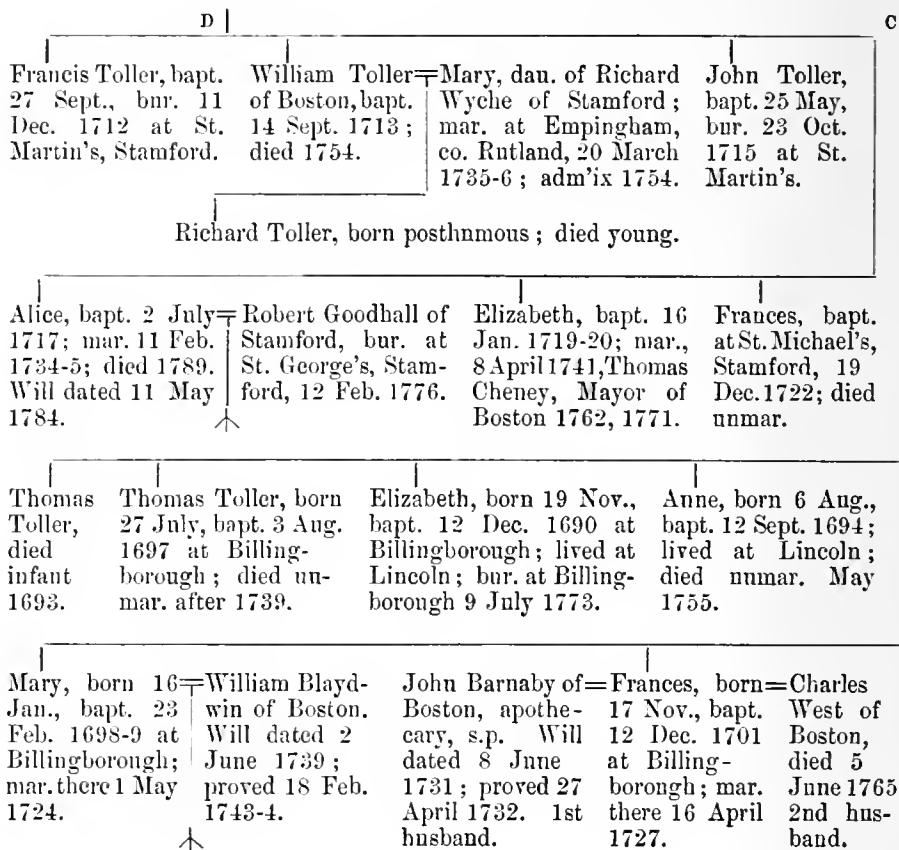 D
C
Francis Toller, bapt.
27 Sept., bur. 11
Dec. 1712 at St.
Martin's, Stamford.
William Toller
of Boston, bapt.
14 Sept. 1713;
died 1754.
Mary, dau. of Richard
Wyche of Stamford;
mar. at Empingham,
co. Rutland, 20 March
1735-6; adm'ix 1754.
John Toller,
bapt. 25 May,
bur. 23 Oct.
1715 at St.
Martin's.
Richard Toller, born posthumous; died young.
Alice, bapt. 2 July
1717; mar. 11 Feb.
1734-5; died 1789.
Will dated 11 May
1784.
Robert Goodhall of
Stamford, bur. at
St. George's, Stam-
ford, 12 Feb. 1776.
Elizabeth, bapt. 16
Jan. 1719-20; mar.,
8 April 1741, Thomas
Cheney, Mayor of
Boston 1762, 1771.
Frances, bapt.
at St. Michael's,
Stamford, 19
Dec. 1722; died
unmar.
Thomas
Toller,
died
infant
1693.
Thomas Toller, born
27 July, bapt. 3 Aug.
1697 at Billing-
borough; died un-
mar. after 1739.
Elizabeth, born 19 Nov.,
bapt. 12 Dec. 1690 at
Billingborough; lived at
Lincoln; bur. at Billing-
borough 9 July 1773.
Anne, born 6 Aug.,
bapt. 12 Sept. 1694;
lived at Lincoln;
died unmar. May
1755.
Mary, born 16
Jan., bapt. 23
Feb. 1698-9 at
Billingborough;
mar. there 1 May
1724.
William Blayd-
win of Boston.
Will dated 2
June 1739;
proved 18 Feb.
1743-4.
John Barnaby of
Boston, apothe-
cary, s.p. Will
dated 8 June
1731; proved 27
April 1732. 1st
husband.
Frances, born
17 Nov., bapt.
12 Dec. 1701
at Billing-
borough; mar.
there 16 April
1727.
Charles
West of
Boston,
died 5
June 1765
2nd hus-
band.